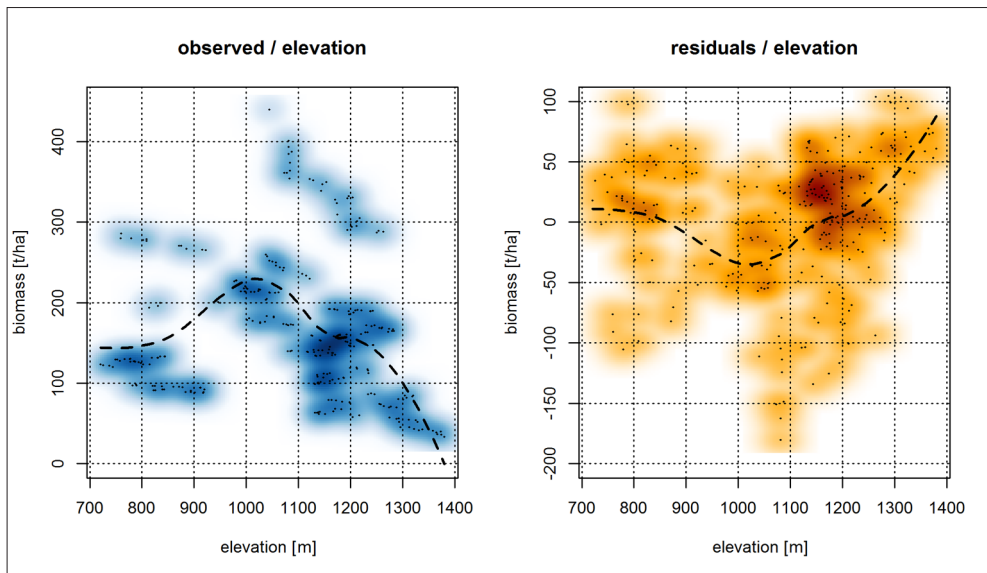 observed / elevation
biomass [t/ha]
400
300
200
100
0
700 800 900 1000 1100 1200 1300 1400
elevation [m]
residuals / elevation
biomass [t/ha]
100
50
0
-50
-100
-150
-200
700 800 900 1000 1100 1200 1300 1400
elevation [m]